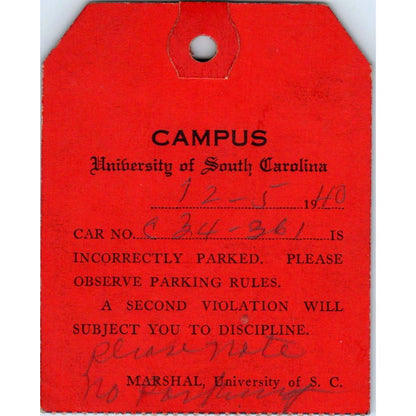 CAMPUS
University of South Carolina
12-5 1940
CAR NO. C 34-361 IS
INCORRECTLY PARKED. PLEASE
OBSERVE PARKING RULES.
A SECOND VIOLATION WILL
SUBJECT YOU TO DISCIPLINE.
please note
MARSHAL, University of S. C.
no parking